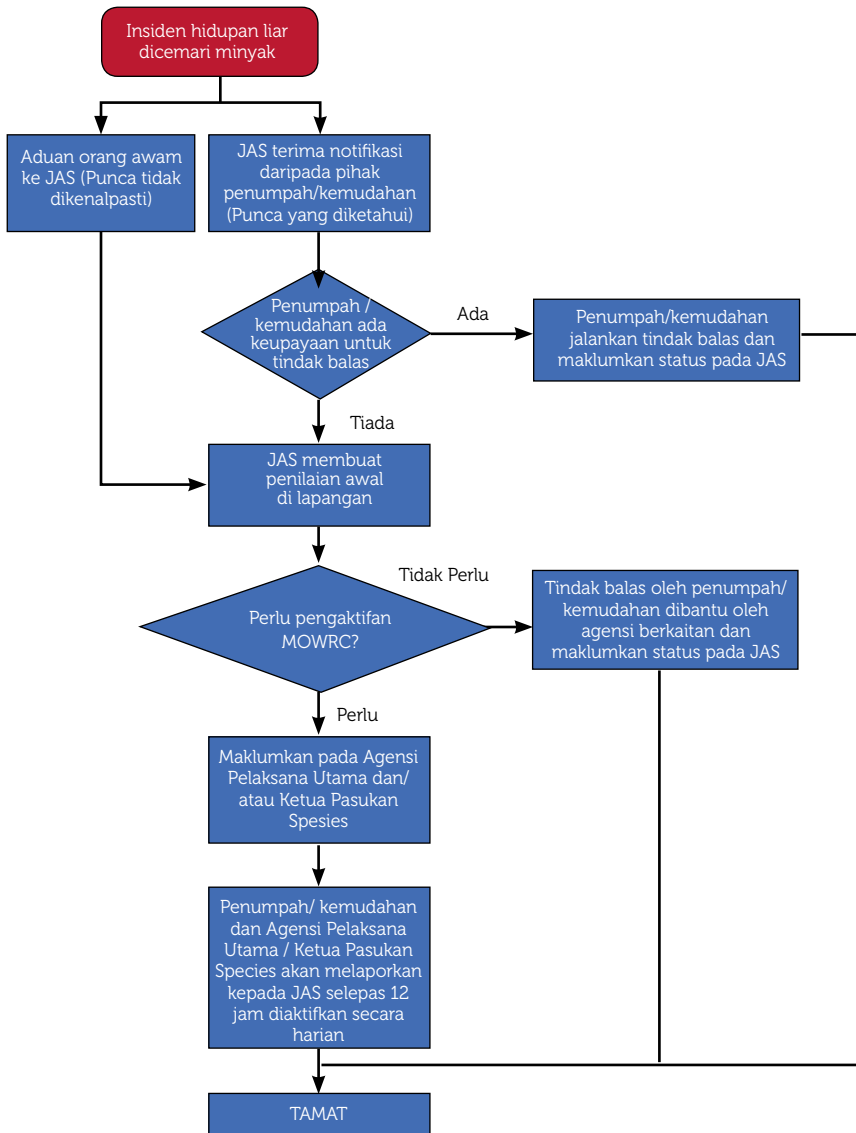 Insiden hidupan liar
dicemari minyak
Aduan orang awam
ke JAS (Punca tidak
dikenalpasti)
JAS terima notifikasi
daripada pihak
penumpah/kemudahan
(Punca yang diketahui)
Penumpah /
kemudahan ada
keupayaan untuk
tindak balas
Ada
Penumpah/kemudahan
jalankan tindak balas dan
maklumkan status pada JAS
Tiada
JAS membuat
penilaian awal
di lapangan
Tidak Perlu
Perlu pengaktifan
MOWRC?
Tindak balas oleh penumpah/
kemudahan dibantu oleh
agensi berkaitan dan
maklumkan status pada JAS
Perlu
Maklumkan pada Agensi
Pelaksana Utama dan/
atau Ketua Pasukan
Spesies
Penumpah/ kemudahan
dan Agensi Pelaksana
Utama / Ketua Pasukan
Species akan melaporkan
kepada JAS selepas 12
jam diaktifkan secara
harian
TAMAT